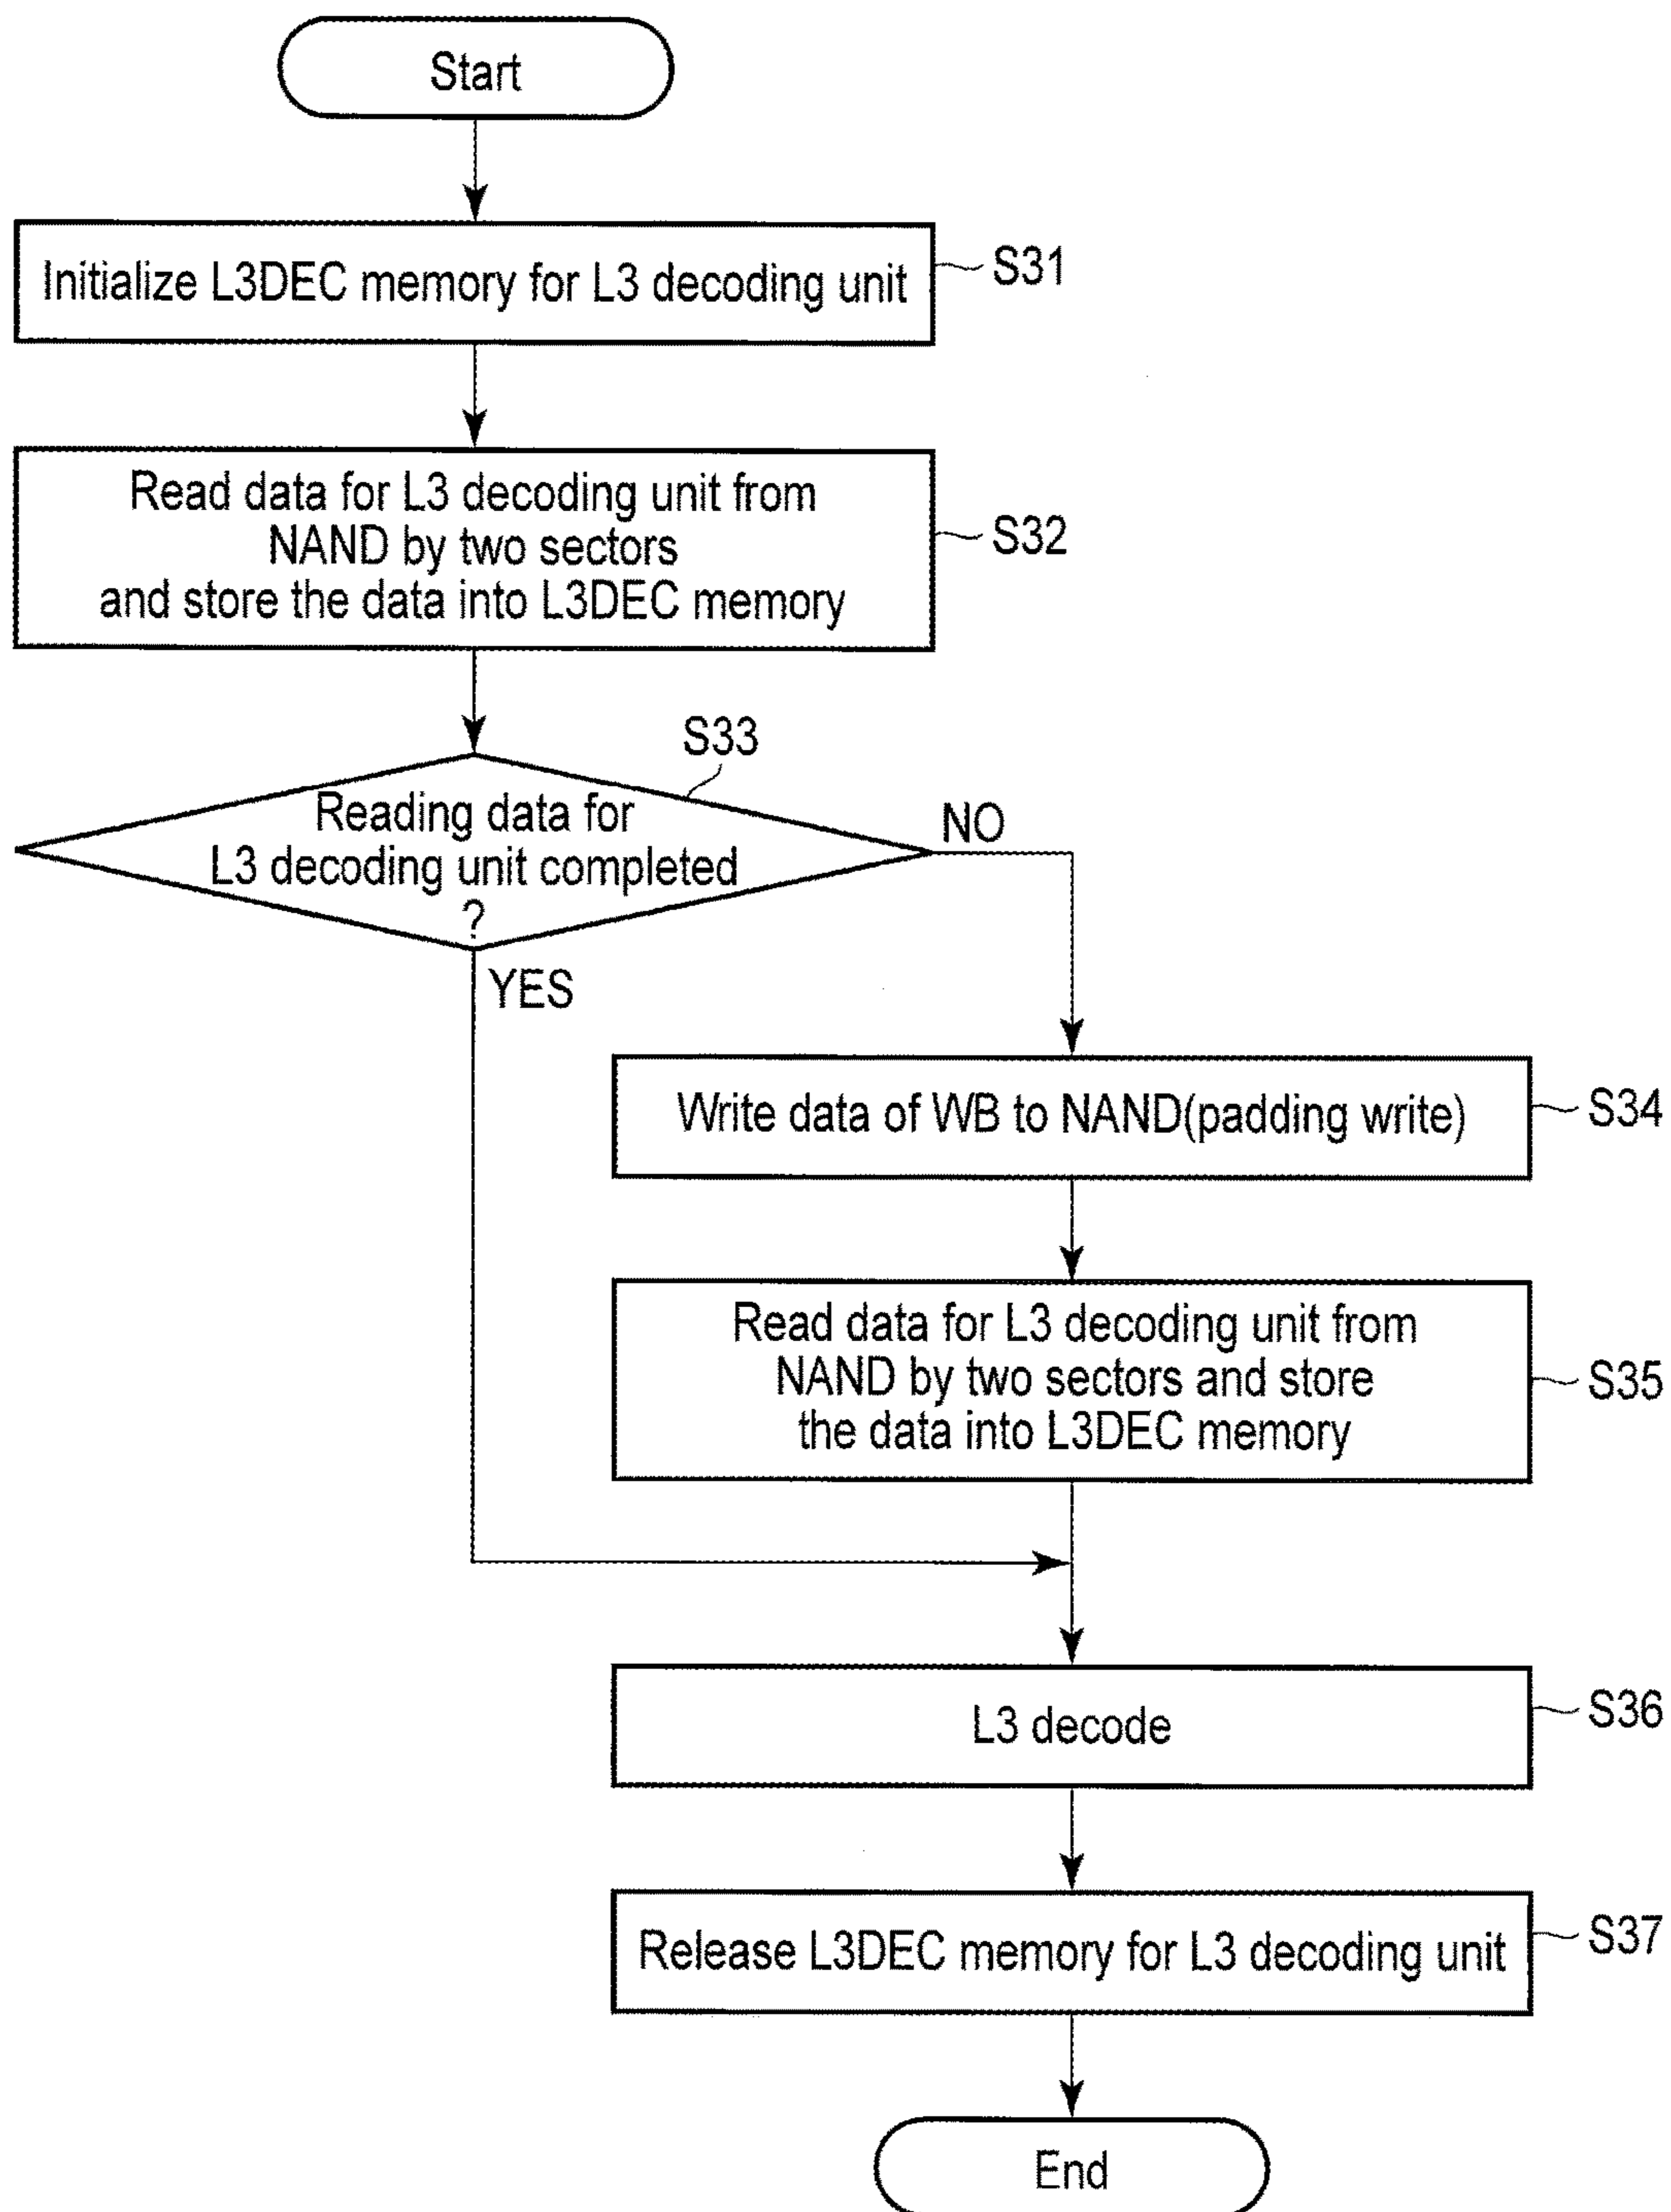 Start
Initialize L3DEC memory for L3 decoding unit
S31
Read data for L3 decoding unit from
NAND by two sectors
and store the data into L3DEC memory
S32
S33
Reading data for
L3 decoding unit completed
?
NO
YES
Write data of WB to NAND(padding write)
S34
Read data for L3 decoding unit from
NAND by two sectors and store
the data into L3DEC memory
S35
L3 decode
S36
Release L3DEC memory for L3 decoding unit
S37
End